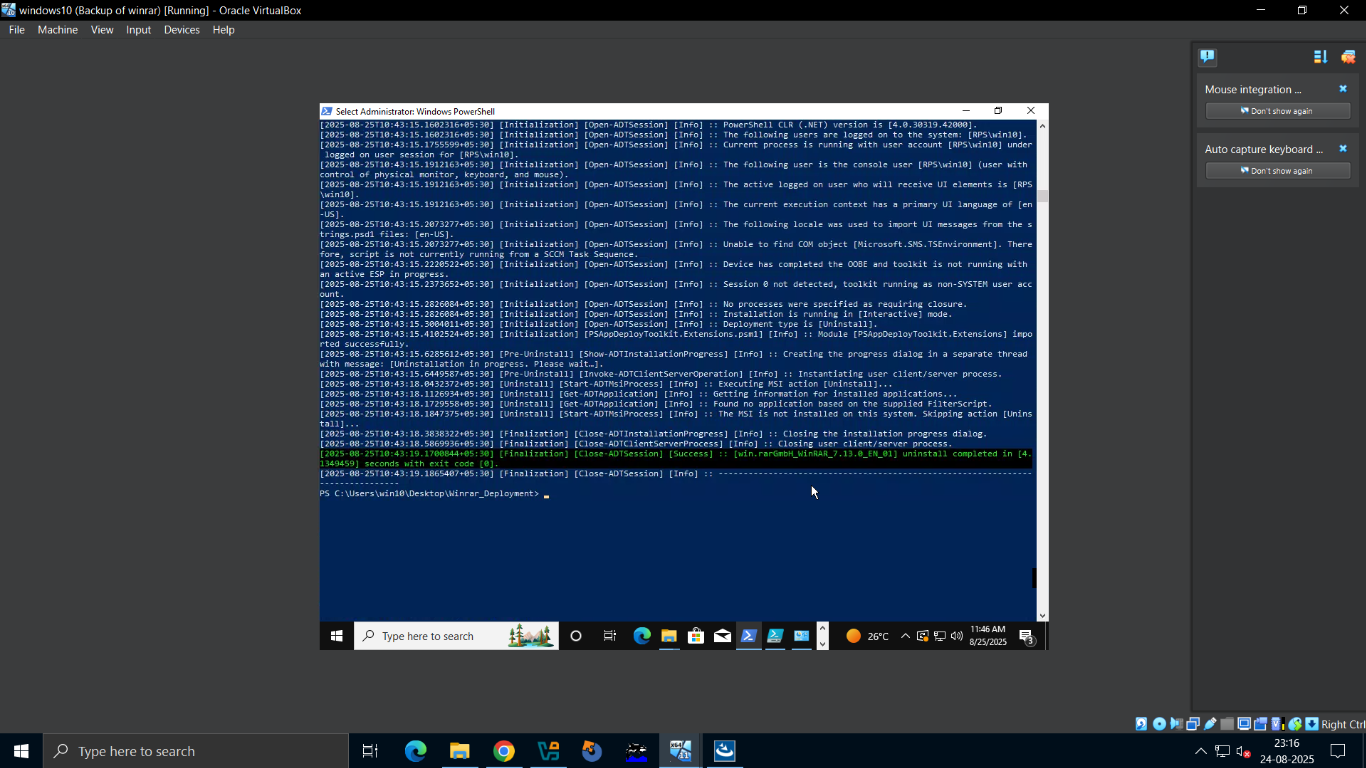 windows10 (Backup of winrar) [Running] - Oracle VirtualBox
File Machine View Input Devices Help
Mouse integration ...
Don't show again
Auto capture keyboard ...
Don't show again
Select Administrator: Windows PowerShell
[2025-08-25T10:43:15.1602316+05:30] [Initialization] [Open-ADTSession] [Info] :: PowerShell CLR (.NET) version is [4.0.30319.42000].
[2025-08-25T10:43:15.1602316+05:30] [Initialization] [Open-ADTSession] [Info] :: The following users are logged on to the system: [RPS\win10].
[2025-08-25T10:43:15.1755599+05:30] [Initialization] [Open-ADTSession] [Info] :: Current process is running with user account [RPS\win10] under
logged on user session for [RPS\win10].
[2025-08-25T10:43:15.1912163+05:30] [Initialization] [Open-ADTSession] [Info] :: The following user is the console user [RPS\win10] (user with
control of physical monitor, keyboard, and mouse).
[2025-08-25T10:43:15.1912163+05:30] [Initialization] [Open-ADTSession] [Info] :: The active logged on user who will receive UI elements is [RPS
\win10].
[2025-08-25T10:43:15.1912163+05:30] [Initialization] [Open-ADTSession] [Info] :: The current execution context has a primary UI language of [en
-US].
[2025-08-25T10:43:15.2073277+05:30] [Initialization] [Open-ADTSession] [Info] :: The following locale was used to import UI messages from the s
trings.psd1 files: [en-US].
[2025-08-25T10:43:15.2073277+05:30] [Initialization] [Open-ADTSession] [Info] :: Unable to find COM object [Microsoft.SMS.TSEnvironment]. There
fore, script is not currently running from a SCCM Task Sequence.
[2025-08-25T10:43:15.2220522+05:30] [Initialization] [Open-ADTSession] [Info] :: Device has completed the OOBE and toolkit is not running with
an active ESP in progress.
[2025-08-25T10:43:15.2373652+05:30] [Initialization] [Open-ADTSession] [Info] :: Session 0 not detected, toolkit running as non-SYSTEM user acc
ount.
[2025-08-25T10:43:15.2826084+05:30] [Initialization] [Open-ADTSession] [Info] :: No processes were specified as requiring closure.
[2025-08-25T10:43:15.2826084+05:30] [Initialization] [Open-ADTSession] [Info] :: Installation is running in [Interactive] mode.
[2025-08-25T10:43:15.3004011+05:30] [Initialization] [Open-ADTSession] [Info] :: Deployment type is [Uninstall].
[2025-08-25T10:43:15.4102524+05:30] [Initialization] [PSAppDeployToolkit.Extensions.psm1] [Info] :: Module [PSAppDeployToolkit.Extensions] impo
rted successfully.
[2025-08-25T10:43:15.6285612+05:30] [Pre-Uninstall] [Show-ADTInstallationProgress] [Info] :: Creating the progress dialog in a separate thread
with message: [Uninstallation in progress. Please wait…].
[2025-08-25T10:43:15.6449587+05:30] [Pre-Uninstall] [Invoke-ADTClientServerOperation] [Info] :: Instantiating user client/server process.
[2025-08-25T10:43:18.0432372+05:30] [Uninstall] [Start-ADTMsiProcess] [Info] :: Executing MSI action [Uninstall]...
[2025-08-25T10:43:18.1126934+05:30] [Uninstall] [Get-ADTApplication] [Info] :: Getting information for installed applications...
[2025-08-25T10:43:18.1729558+05:30] [Uninstall] [Get-ADTApplication] [Info] :: Found no application based on the supplied FilterScript.
[2025-08-25T10:43:18.1847375+05:30] [Uninstall] [Start-ADTMsiProcess] [Info] :: The MSI is not installed on this system. Skipping action [Unins
tall]...
[2025-08-25T10:43:18.3838322+05:30] [Finalization] [Close-ADTInstallationProgress] [Info] :: Closing the installation progress dialog.
[2025-08-25T10:43:18.5869936+05:30] [Finalization] [Close-ADTClientServerProcess] [Info] :: Closing user client/server process.
[2025-08-25T10:43:19.1700844+05:30] [Finalization] [Close-ADTSession] [Success] :: [win.rarGmbH_WinRAR_7.13.0_EN_01] uninstall completed in [4.
1349459] seconds with exit code [0].
[2025-08-25T10:43:19.1865407+05:30] [Finalization] [Close-ADTSession] [Info] :: ---------------------------------------------------------------
----------------
PS C:\Users\win10\Desktop\Winrar_Deployment>
Type here to search
26°C
11:46 AM
8/25/2025
3
Right Ctrl
Type here to search
23:16
24-08-2025